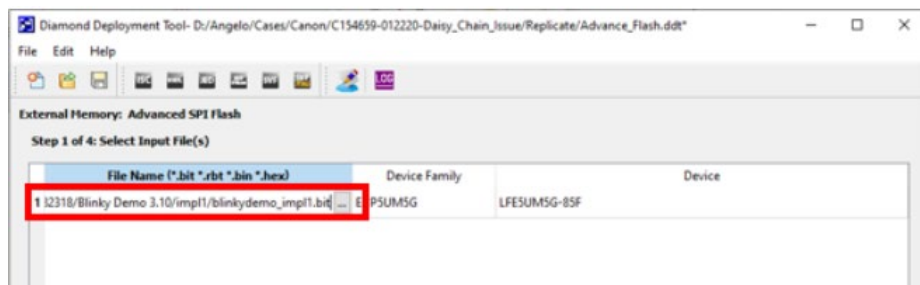 Diamond Deployment Tool- D:/Angelo/Cases/Canon/C154659-012220-Daisy_Chain_Issue/Replicate/Advance_Flash.ddt*
File Edit Help
LOG
External Memory: Advanced SPI Flash
Step 1 of 4: Select Input File(s)
File Name (*.bit *.rbt *.bin *.hex) Device Family Device
1 32318/Blinky Demo 3.10/impl1/blinkydemo_impl1.bit ... E P5UM5G LFE5UM5G-85F